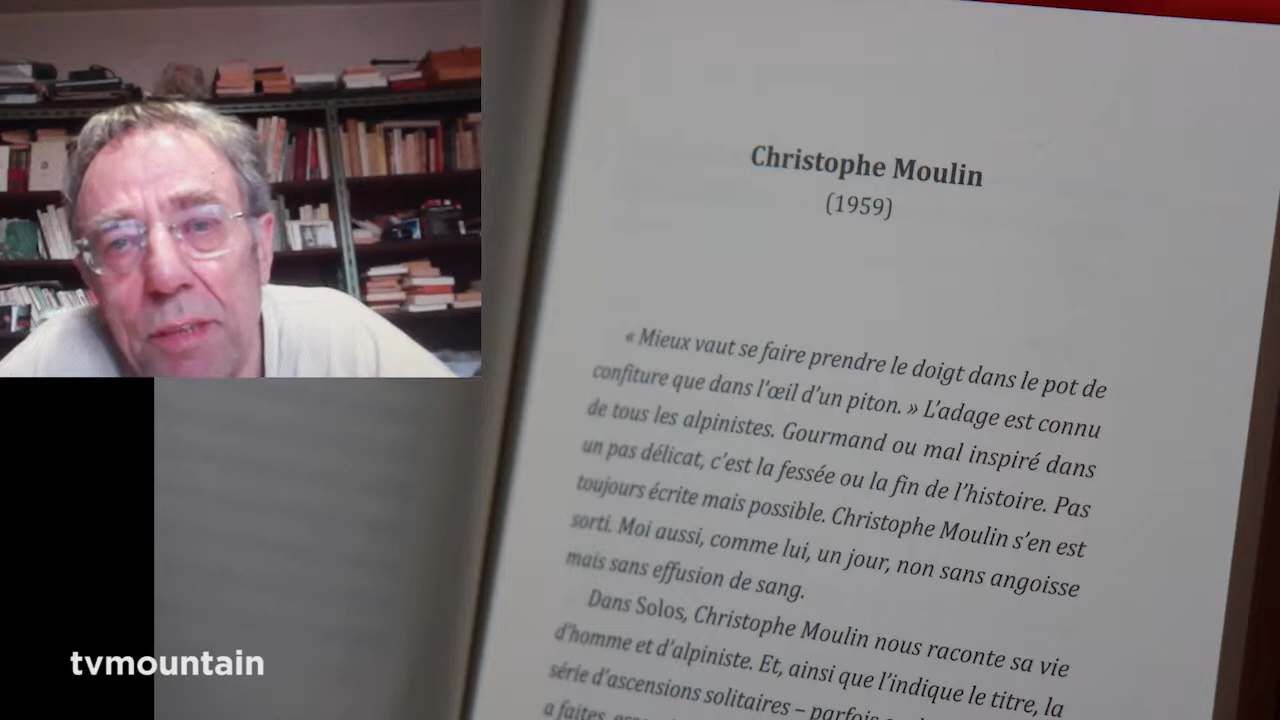 Christophe Moulin
(1959)
« Mieux vaut se faire prendre le doigt dans le pot de
confiture que dans l’œil d’un piton. » L’adage est connu
de tous les alpinistes. Gourmand ou mal inspiré dans
un pas délicat, c’est la fessée ou la fin de l’histoire. Pas
toujours écrite mais possible. Christophe Moulin s’en est
sorti. Moi aussi, comme lui, un jour, non sans angoisse
mais sans effusion de sang.
Dans Solos, Christophe Moulin nous raconte sa vie
d’homme et d’alpiniste. Et, ainsi que l’indique le titre, la
série d’ascensions solitaires – parfois
a faites,
tvmountain